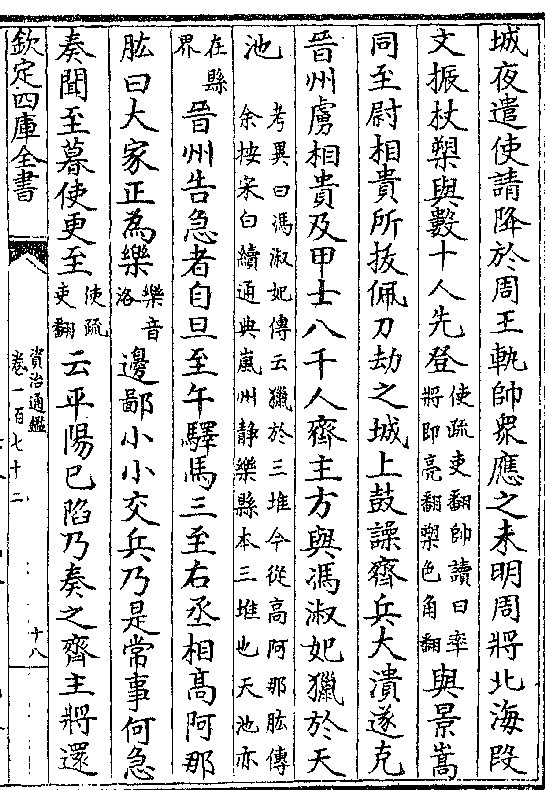 城夜遣使請降於周王軌帥衆應之未明周將北海段
文振杖槊與數十人先登使疏吏翻帥讀曰率將即亮翻槊色角翻與景嵩
同至尉相貴所拔佩刀劫之城上鼓譟齊兵大潰遂克
晉州虜相貴及甲士八千人齊主方與馮淑妃獵於天
池考異曰馮淑妃傳云獵於三堆今從高阿那肱傳余按宋白續通典嵐州静樂縣本三堆也天池亦
在縣界晉州告急者自旦至午驛馬三至右丞相高阿那
肱曰大家正為樂樂音洛邊鄙小小交兵乃是常事何急
奏聞至暮使更至使疏吏翻云平陽已陷乃奏之齊主將還
欽定四庫全書
資治通鑑
卷一百七十二
十八